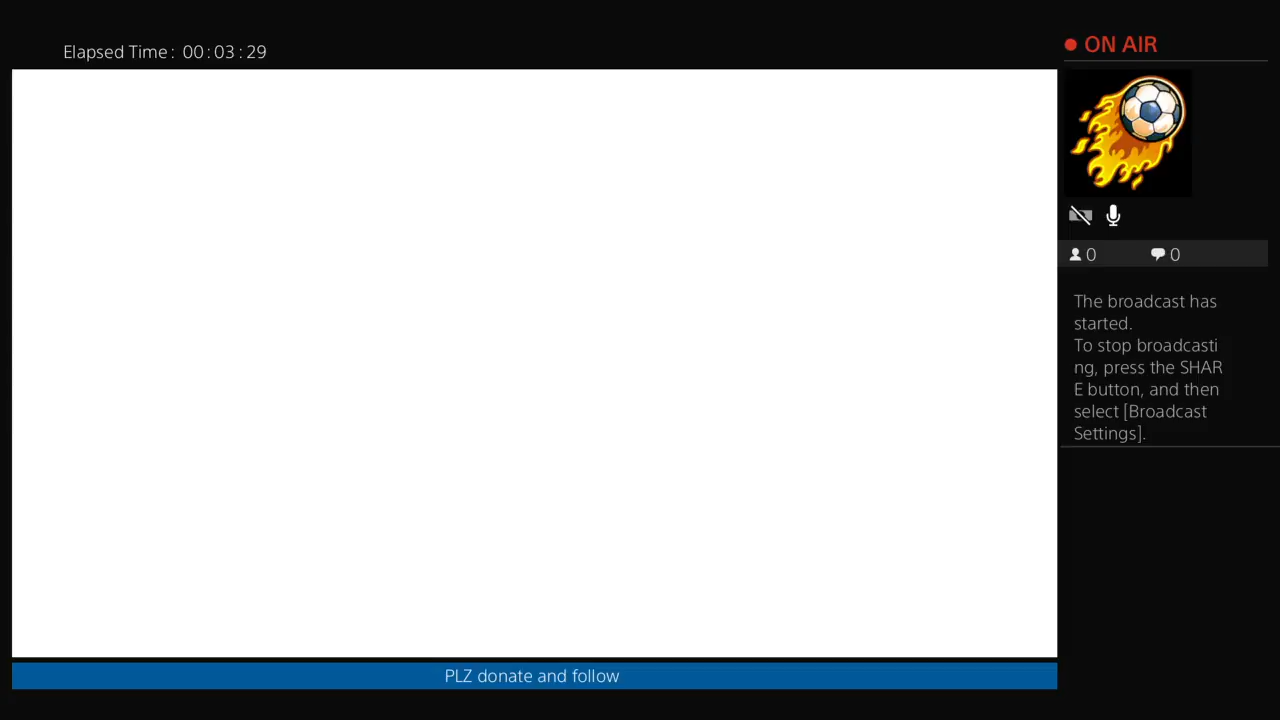 Elapsed Time: 00:03:29
ON AIR
0 0
The broadcast has
started.
To stop broadcasti
ng, press the SHAR
E button, and then
select [Broadcast
Settings].
PLZ donate and follow